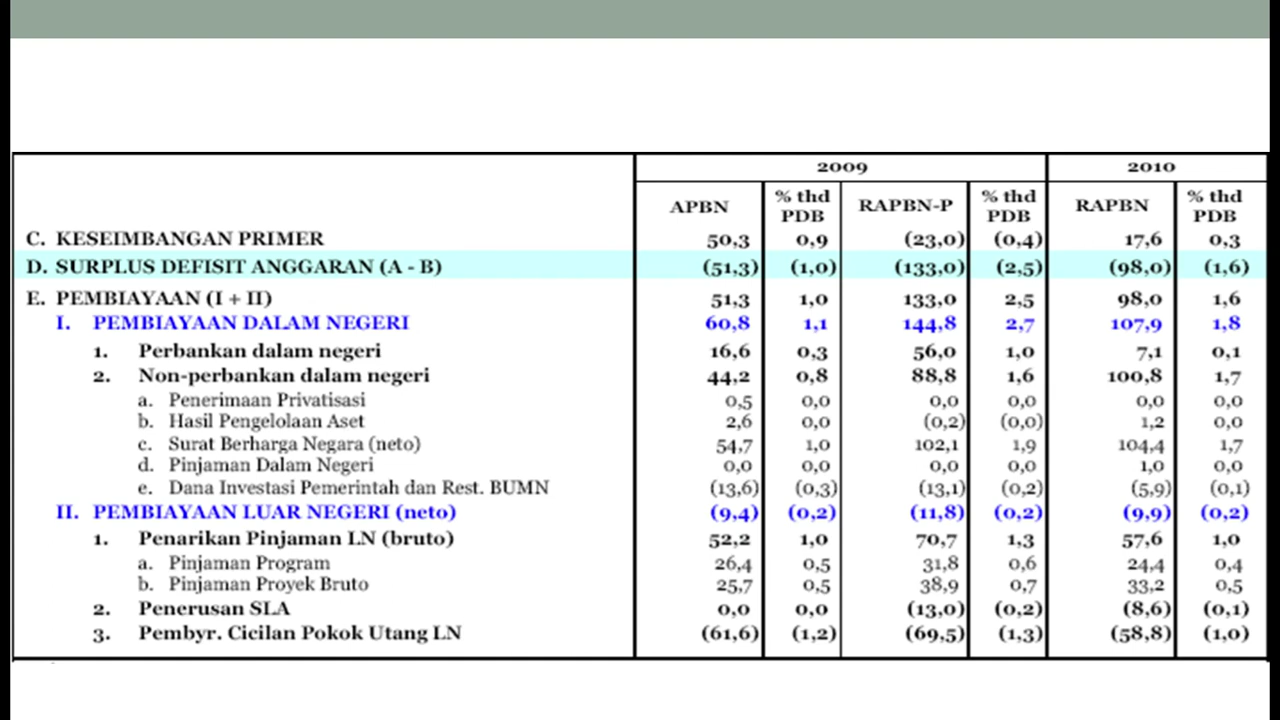 2009 2010
APBN % thd PDB RAPBN-P % thd PDB RAPBN % thd PDB
C. KESEIMBANGAN PRIMER 50,3 0,9 (23,0) (0,4) 17,6 0,3
D. SURPLUS DEFISIT ANGGARAN (A - B) (51,3) (1,0) (133,0) (2,5) (98,0) (1,6)
E. PEMBIAYAAN (I + II) 51,3 1,0 133,0 2,5 98,0 1,6
I. PEMBIAYAAN DALAM NEGERI 60,8 1,1 144,8 2,7 107,9 1,8
1. Perbankan dalam negeri 16,6 0,3 56,0 1,0 7,1 0,1
2. Non-perbankan dalam negeri 44,2 0,8 88,8 1,6 100,8 1,7
a. Penerimaan Privatisasi 0,5 0,0 0,0 0,0 0,0 0,0
b. Hasil Pengelolaan Aset 2,6 0,0 (0,2) (0,0) 1,2 0,0
c. Surat Berharga Negara (neto) 54,7 1,0 102,1 1,9 104,4 1,7
d. Pinjaman Dalam Negeri 0,0 0,0 0,0 0,0 1,0 0,0
e. Dana Investasi Pemerintah dan Rest. BUMN (13,6) (0,3) (13,1) (0,2) (5,9) (0,1)
II. PEMBIAYAAN LUAR NEGERI (neto) (9,4) (0,2) (11,8) (0,2) (9,9) (0,2)
1. Penarikan Pinjaman LN (bruto) 52,2 1,0 70,7 1,3 57,6 1,0
a. Pinjaman Program 26,4 0,5 31,8 0,6 24,4 0,4
b. Pinjaman Proyek Bruto 25,7 0,5 38,9 0,7 33,2 0,5
2. Penerusan SLA 0,0 0,0 (13,0) (0,2) (8,6) (0,1)
3. Pembyr. Cicilan Pokok Utang LN (61,6) (1,2) (69,5) (1,3) (58,8) (1,0)